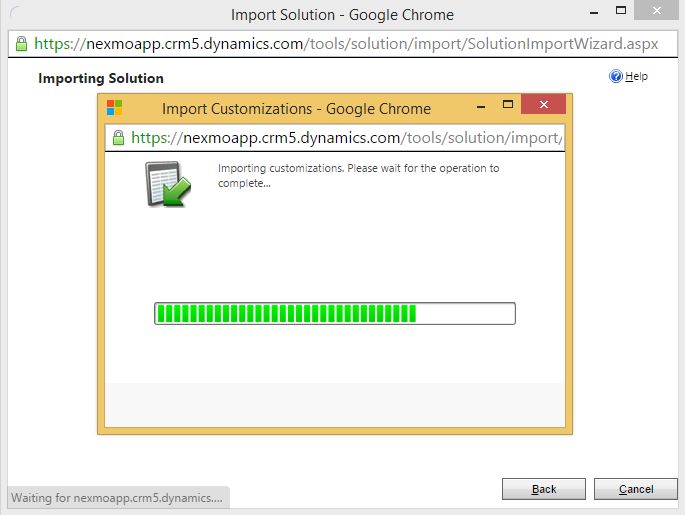 Import Solution - Google Chrome
https://nexmoapp.crm5.dynamics.com/tools/solution/import/SolutionImportWizard.aspx
Importing Solution
Help
Import Customizations - Google Chrome
https://nexmoapp.crm5.dynamics.com/tools/solution/import/
Importing customizations. Please wait for the operation to
complete...
Back
Cancel
Waiting for nexmoapp.crm5.dynamics....